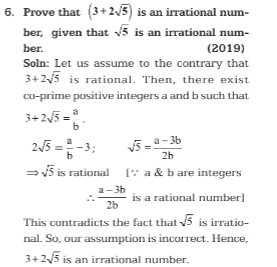 6. Prove that (3+2√5) is an irrational num-
ber, given that √5 is an irrational num-
ber. (2019)
Soln: Let us assume to the contrary that
3+2√5 is rational. Then, there exist
co-prime positive integers a and b such that
3+2√5 = a/b.
2√5 = a/b − 3; √5 = (a−3b)/2b
⇒ √5 is rational [∵ a & b are integers
∴ (a−3b)/2b is a rational number]
This contradicts the fact that √5 is irratio-
nal. So, our assumption is incorrect. Hence,
3+2√5 is an irrational number.